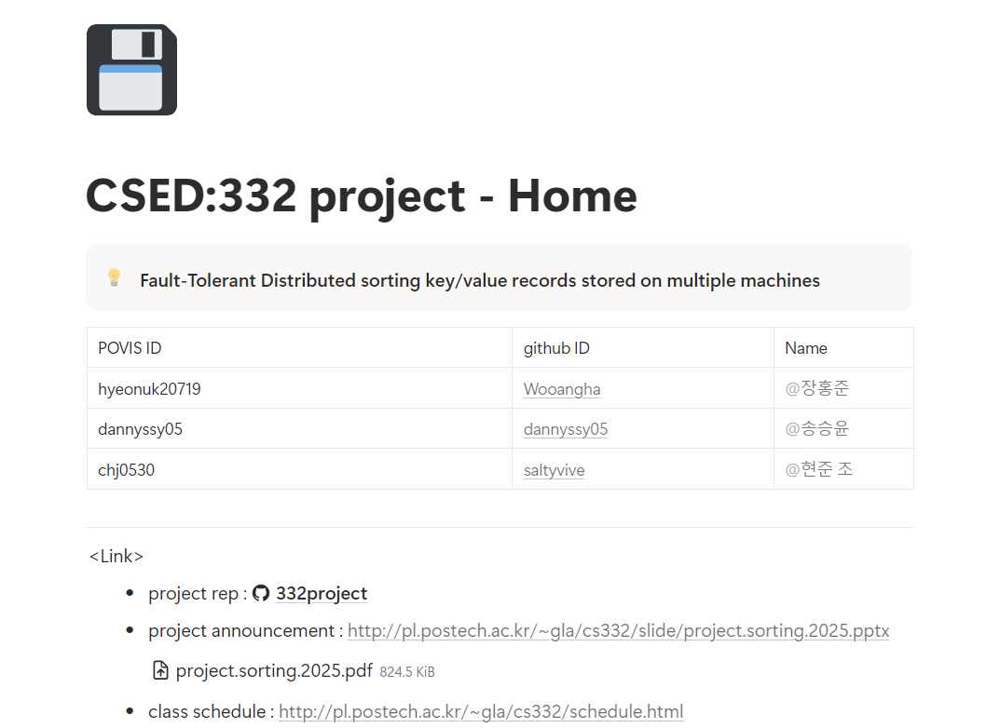 CSED:332 project - Home
Fault-Tolerant Distributed sorting key/value records stored on multiple machines
POVIS ID github ID Name
hyeonuk20719 Wooangha @장홍준
dannyssy05 dannyssy05 @송승윤
chj0530 saltyvive @현준 조
<Link>
• project rep : 332project
• project announcement : http://pl.postech.ac.kr/~gla/cs332/slide/project.sorting.2025.pptx
project.sorting.2025.pdf 824.5 KiB
• class schedule : http://pl.postech.ac.kr/~gla/cs332/schedule.html